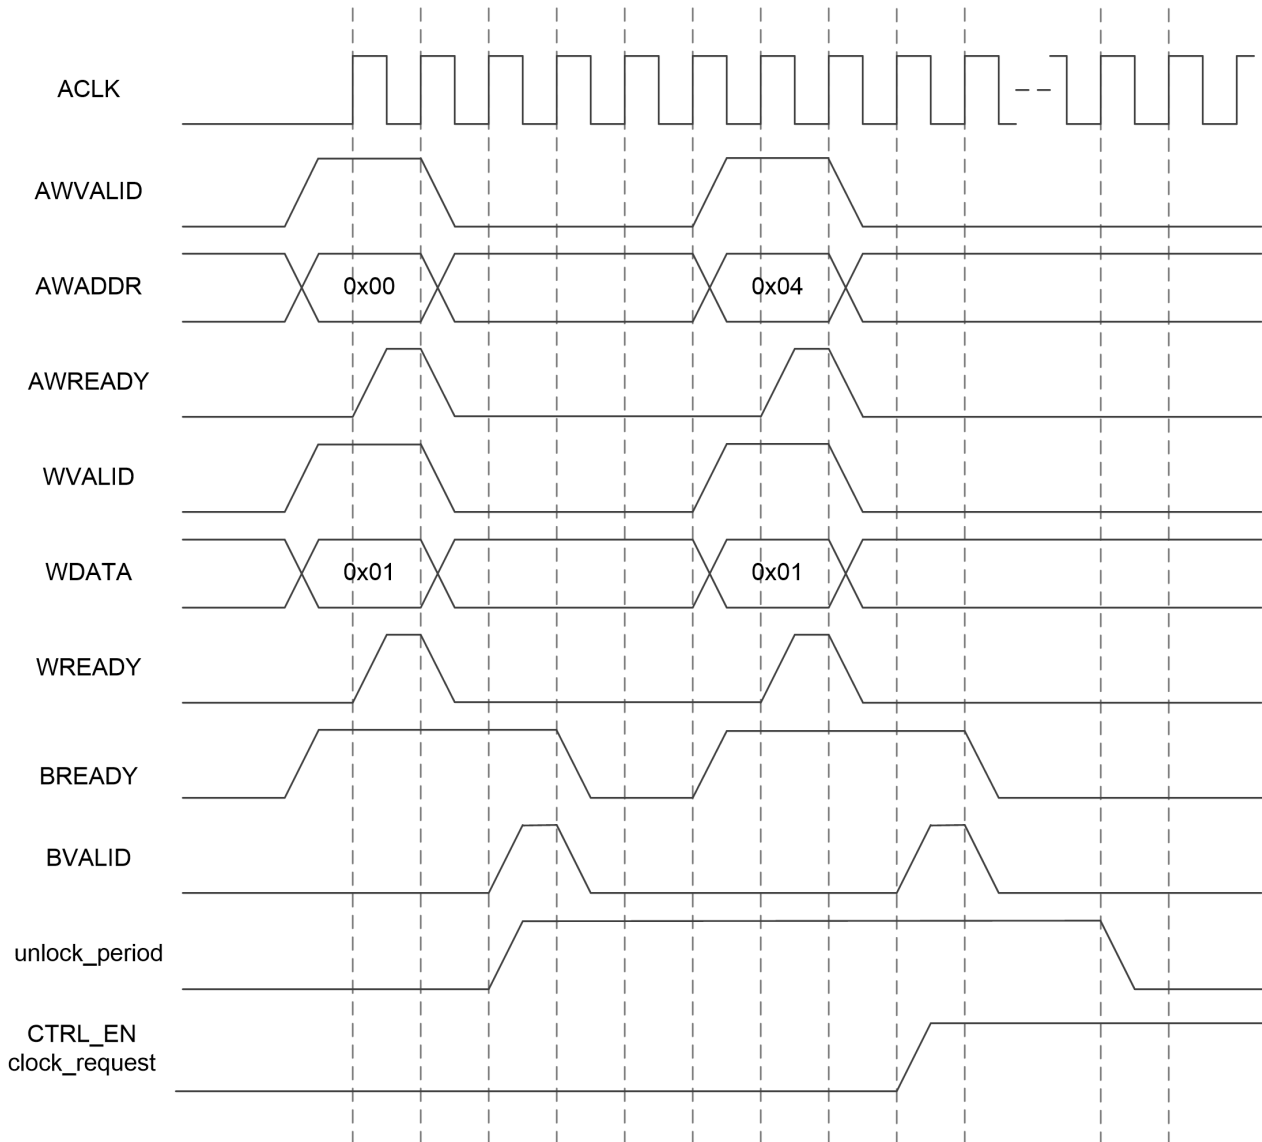 ACLK
AWVALID
AWADDR
0x00
0x04
AWREADY
WVALID
WDATA
0x01
0x01
WREADY
BREADY
BVALID
unlock_period
CTRL_EN
clock_request